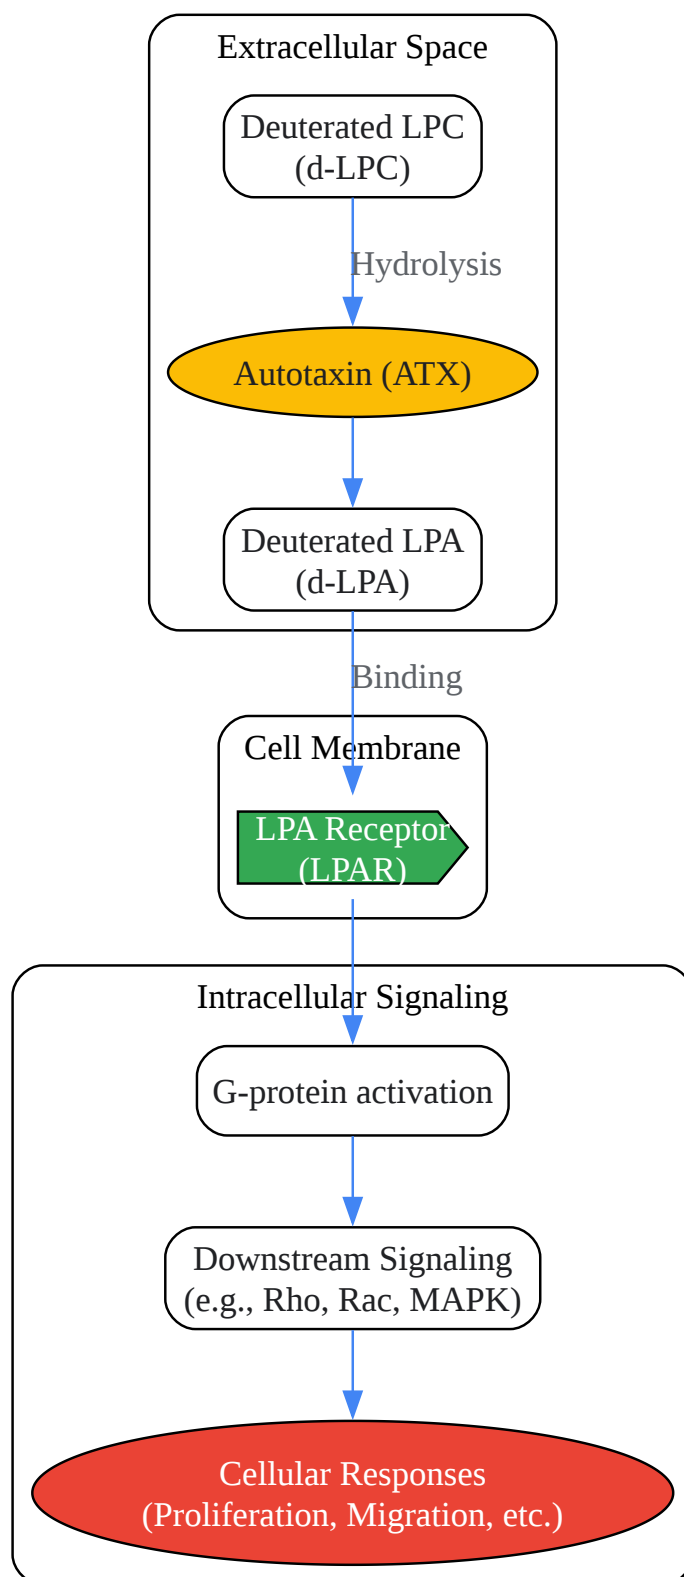 Extracellular Space
Deuterated LPC
(d-LPC)
Hydrolysis
Autotaxin (ATX)
Deuterated LPA
(d-LPA)
Binding
Cell Membrane
LPA Receptor
(LPAR)
Intracellular Signaling
G-protein activation
Downstream Signaling
(e.g., Rho, Rac, MAPK)
Cellular Responses
(Proliferation, Migration, etc.)